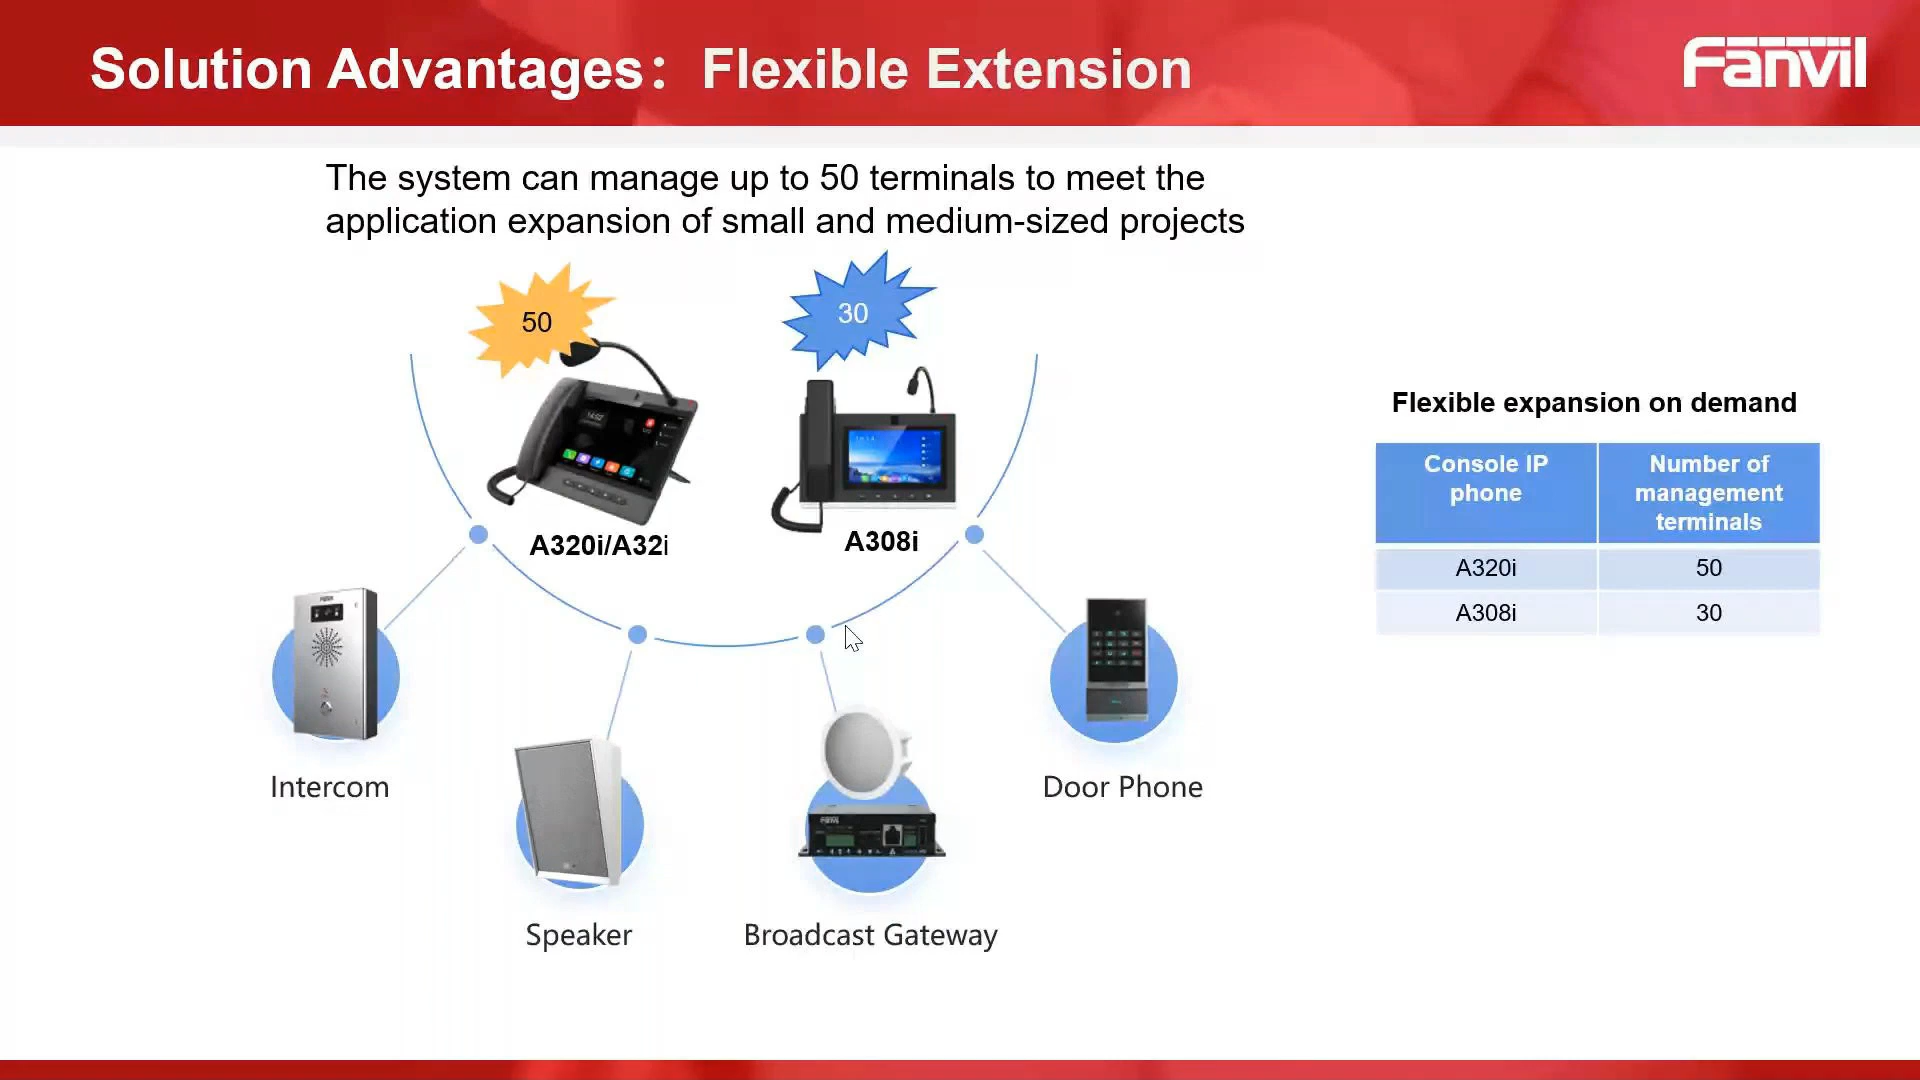 Solution Advantages： Flexible Extension
Fanvil
The system can manage up to 50 terminals to meet the
application expansion of small and medium-sized projects
50
30
A320i/A32i
A308i
Intercom
Speaker
Broadcast Gateway
Door Phone
Flexible expansion on demand
Console IP
phone
Number of
management
terminals
A320i
50
A308i
30